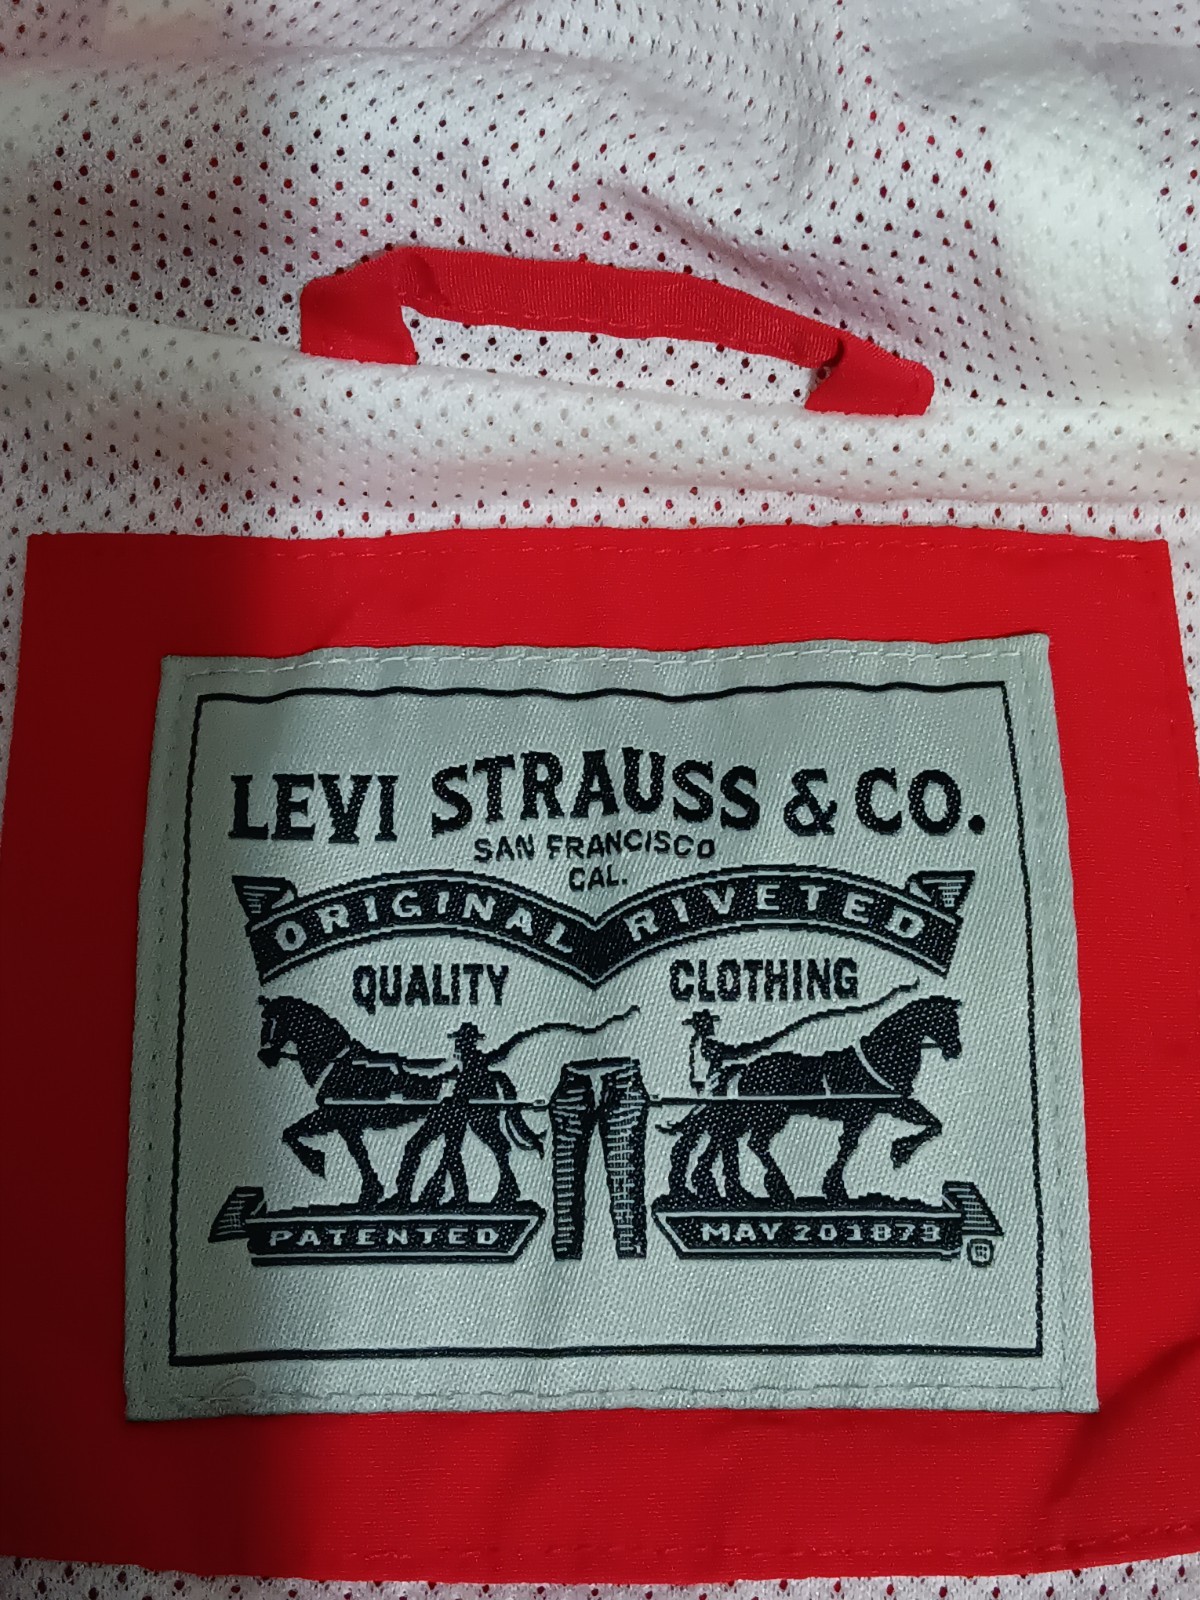 LEVI STRAUSS & CO.
SAN FRANCISCO
CAL.
ORIGINAL RIVETED
QUALITY CLOTHING
PATENTED MAY 20 1873
®